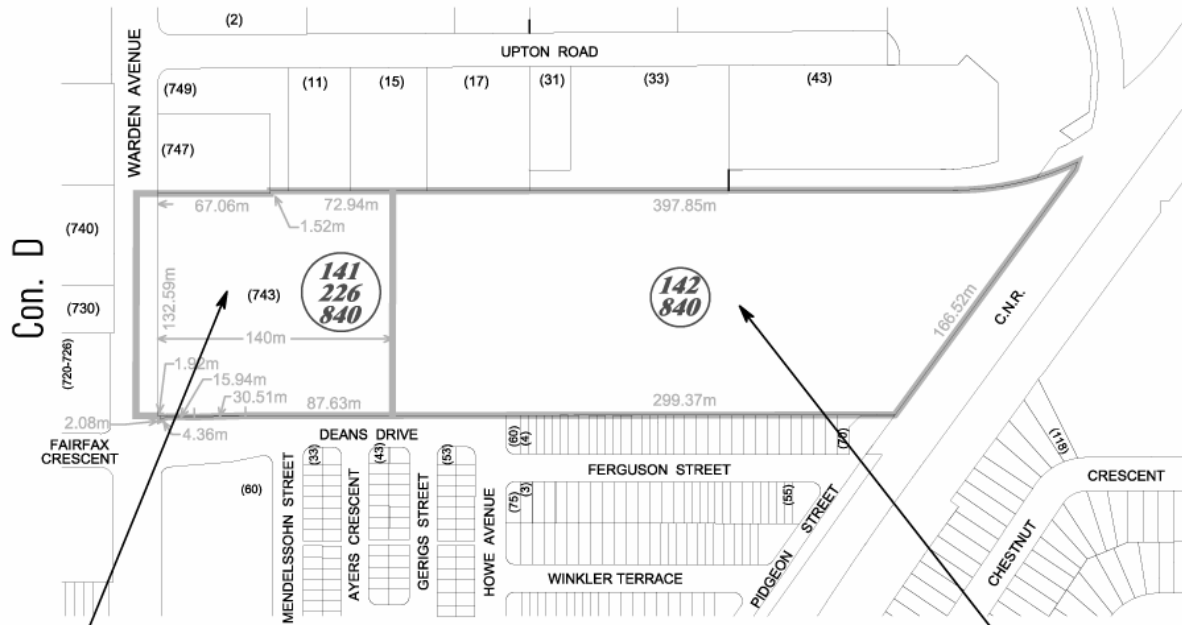 (2)
UPTON ROAD
WARDEN AVENUE
(749)
(11)
(15)
(17)
(31)
(33)
(43)
(747)
67.06m
72.94m
397.85m
1.52m
(740)
Con. D
132.59m
(743)
141
226
840
142
840
(730)
166.52m
C.N.R.
140m
(720-726)
1.92m
15.94m
30.51m
87.63m
299.37m
2.08m
4.36m
FAIRFAX
CRESCENT
DEANS DRIVE
(60)
(4)
(70)
(118)
(33)
(43)
(53)
FERGUSON STREET
CRESCENT
(60)
(75)
(3)
(55)
MENDELSSOHN STREET
AYERS CRESCENT
GERIGS STREET
HOWE AVENUE
PIDGEON STREET
CHESTNUT
WINKLER TERRACE